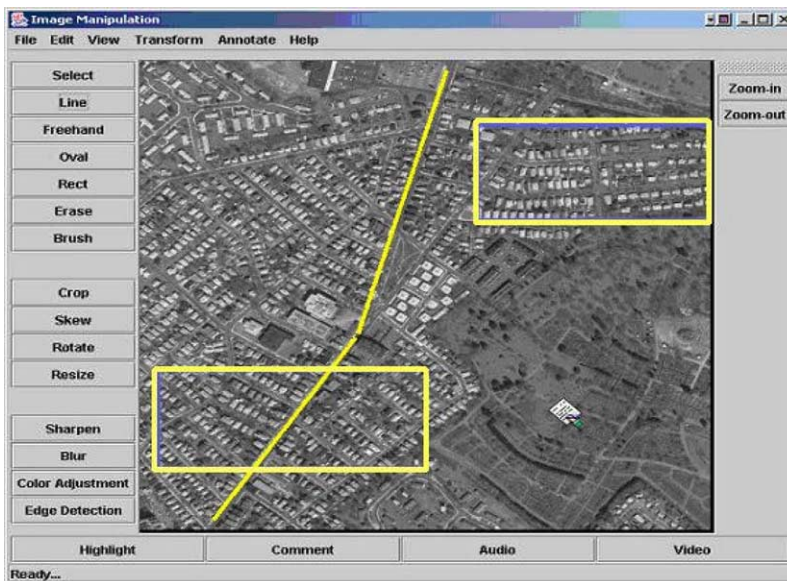 Image Manipulation
File Edit View Transform Annotate Help
Select
Line
Freehand
Oval
Rect
Erase
Brush
Crop
Skew
Rotate
Resize
Sharpen
Blur
Color Adjustment
Edge Detection
Zoom-in
Zoom-out
Highlight Comment Audio Video
Ready...